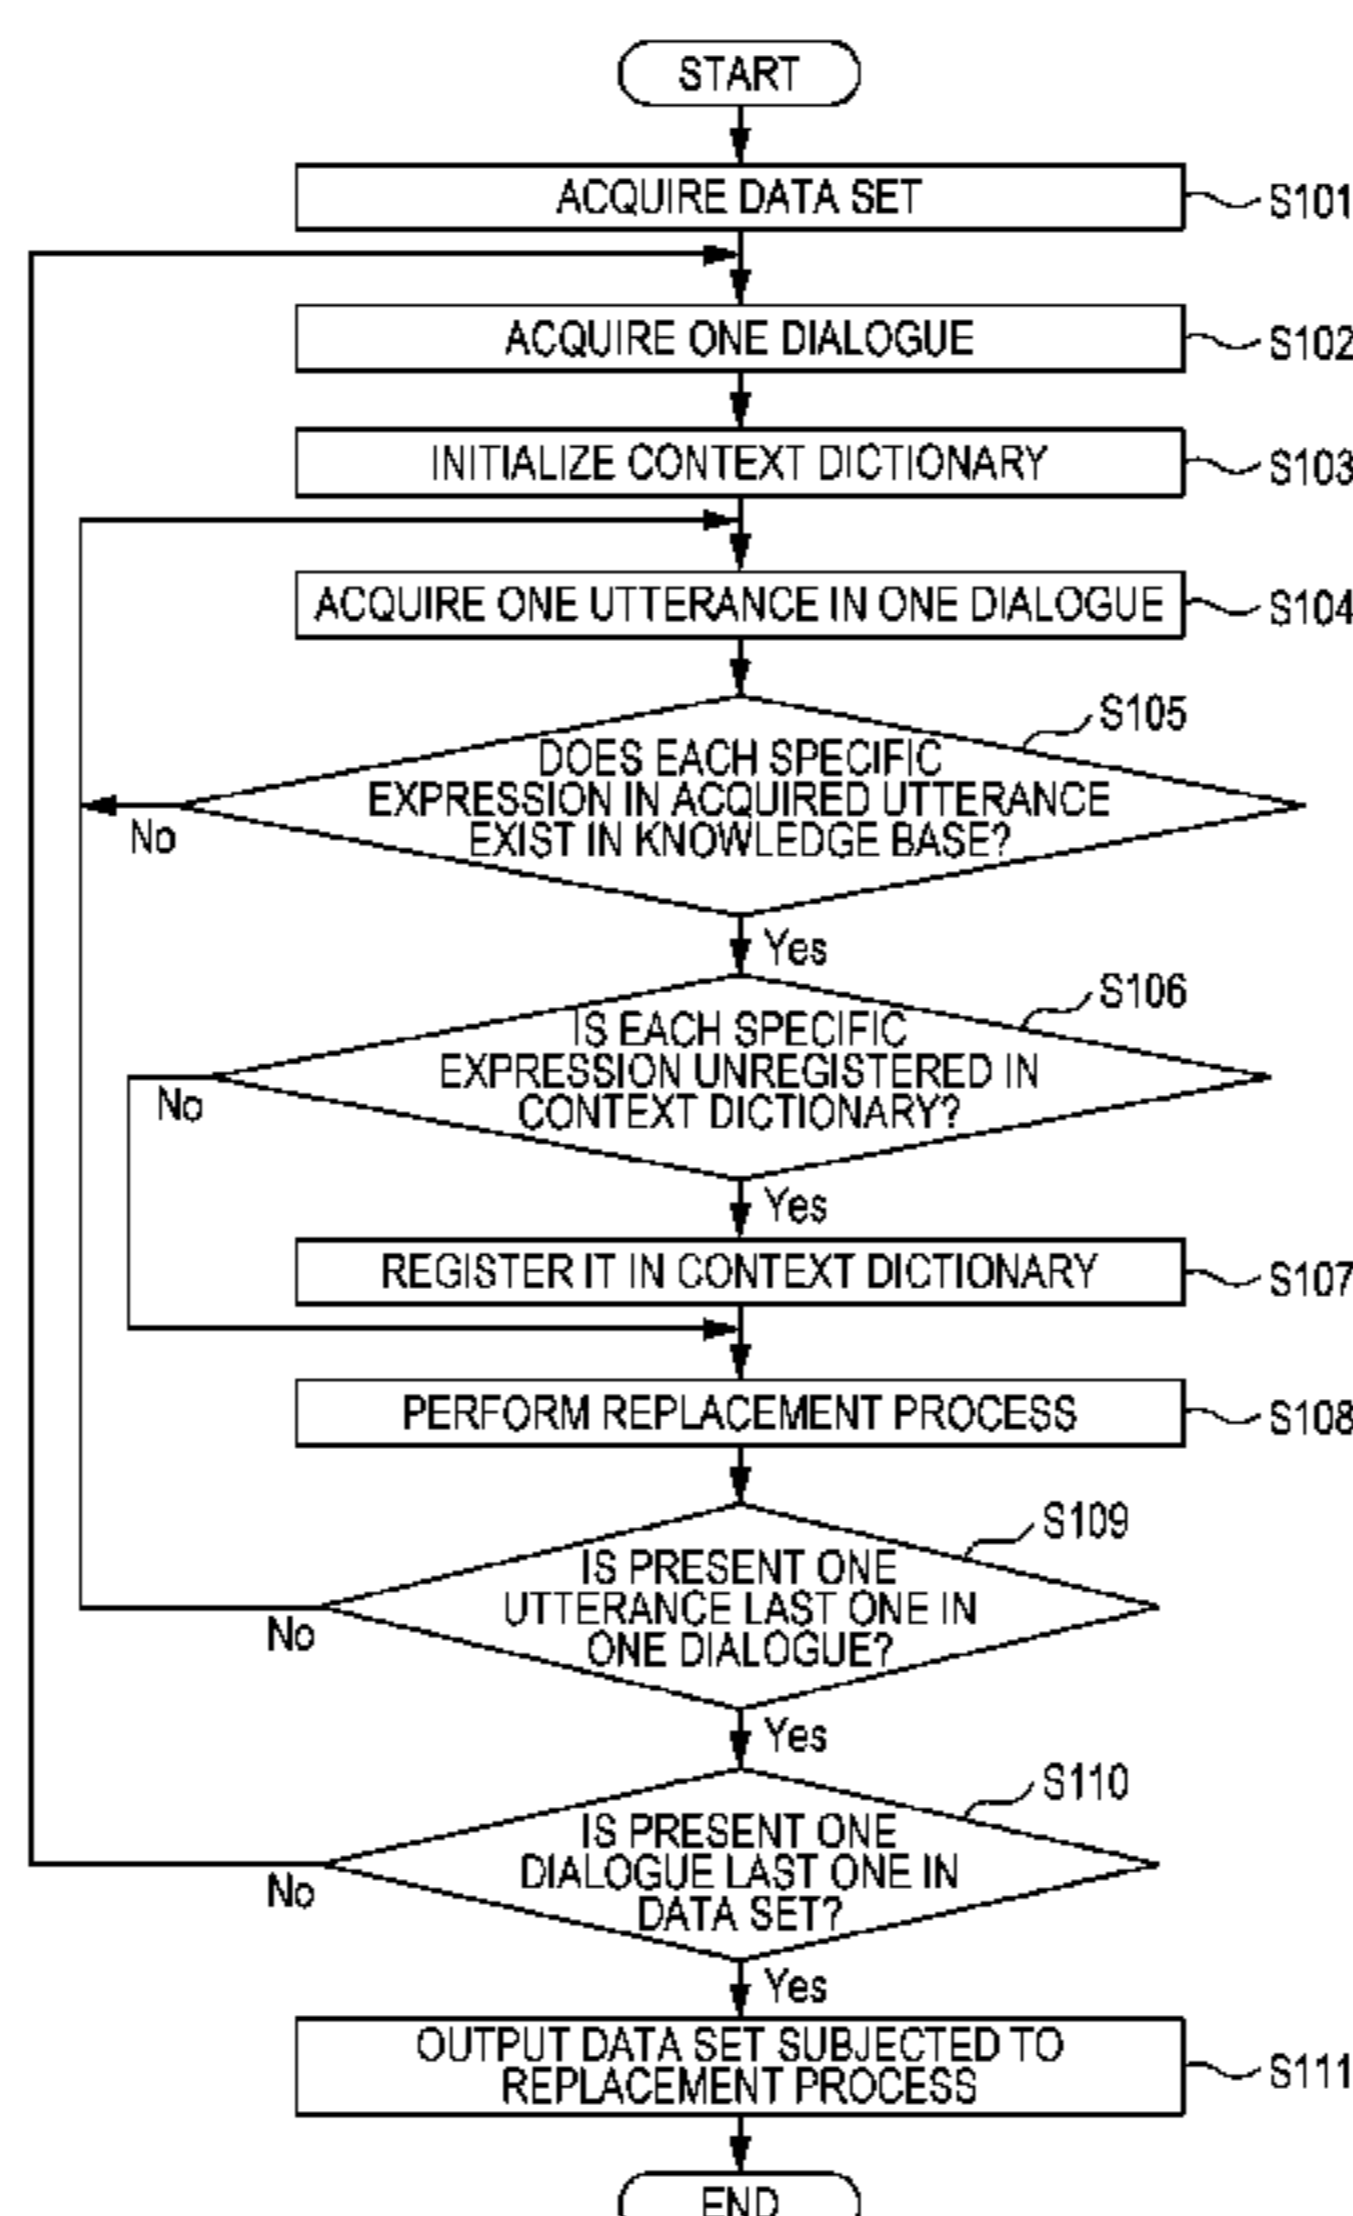 START
ACQUIRE DATA SET
S101
ACQUIRE ONE DIALOGUE
S102
INITIALIZE CONTEXT DICTIONARY
S103
ACQUIRE ONE UTTERANCE IN ONE DIALOGUE
S104
S105
DOES EACH SPECIFIC
EXPRESSION IN ACQUIRED UTTERANCE
EXIST IN KNOWLEDGE BASE?
No
Yes
S106
IS EACH SPECIFIC
EXPRESSION UNREGISTERED IN
CONTEXT DICTIONARY?
No
Yes
REGISTER IT IN CONTEXT DICTIONARY
S107
PERFORM REPLACEMENT PROCESS
S108
S109
IS PRESENT ONE
UTTERANCE LAST ONE IN
ONE DIALOGUE?
No
Yes
S110
IS PRESENT ONE
DIALOGUE LAST ONE IN
DATA SET?
No
Yes
OUTPUT DATA SET SUBJECTED TO
REPLACEMENT PROCESS
S111
END